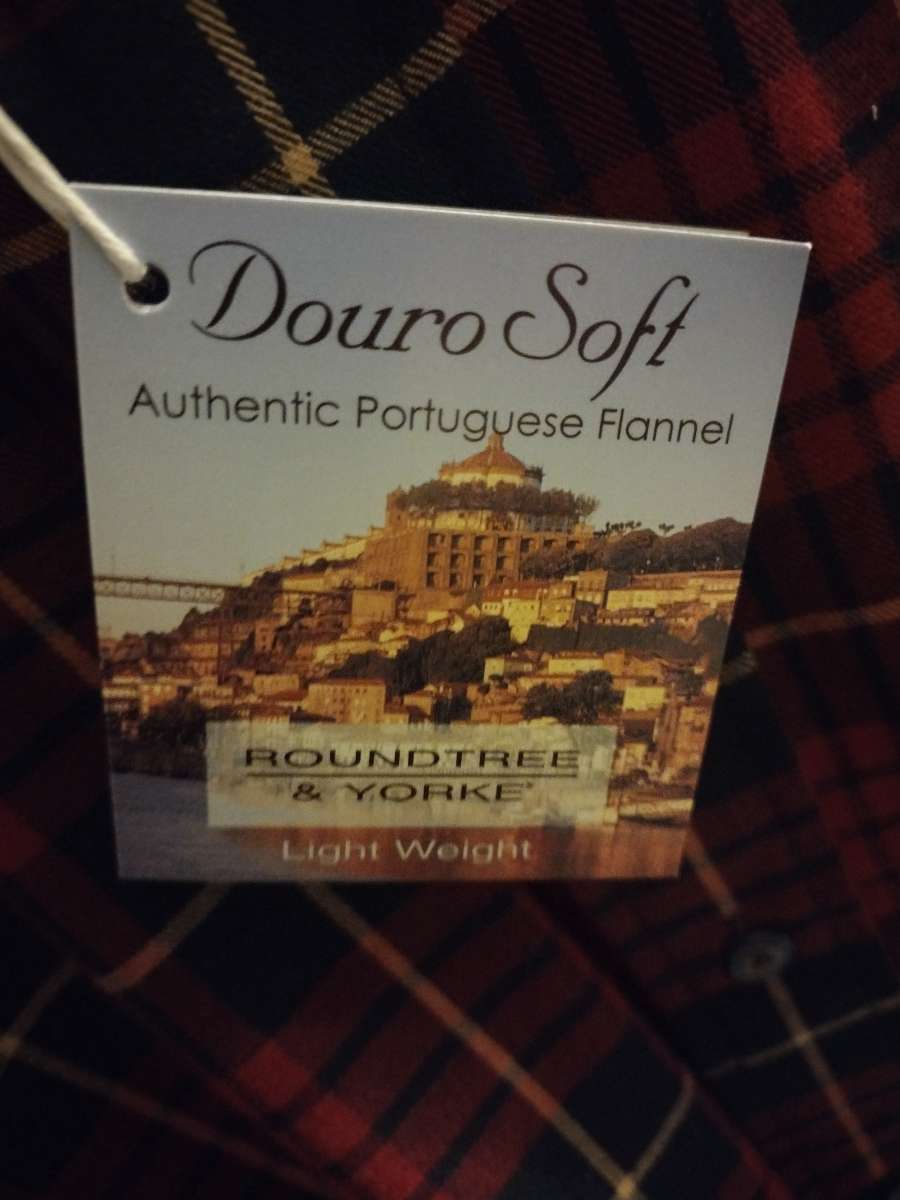 Douro Soft
Authentic Portuguese Flannel
ROUNDTREE
& YORKE
Light Weight